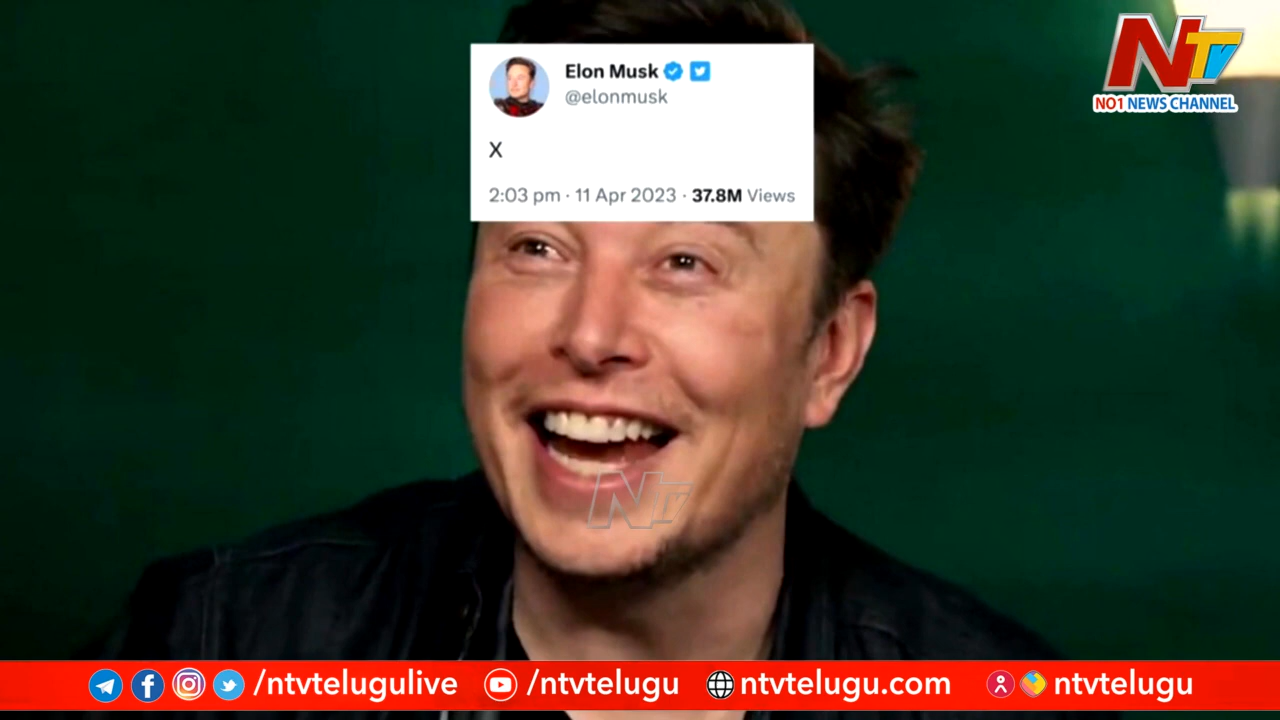 Elon Musk
@elonmusk
X
2:03 pm · 11 Apr 2023 · 37.8M Views
NTV
NO1 NEWS CHANNEL
NTV
/ntvtelugulive /ntvtelugu ntvtelugu.com ntvtelugu